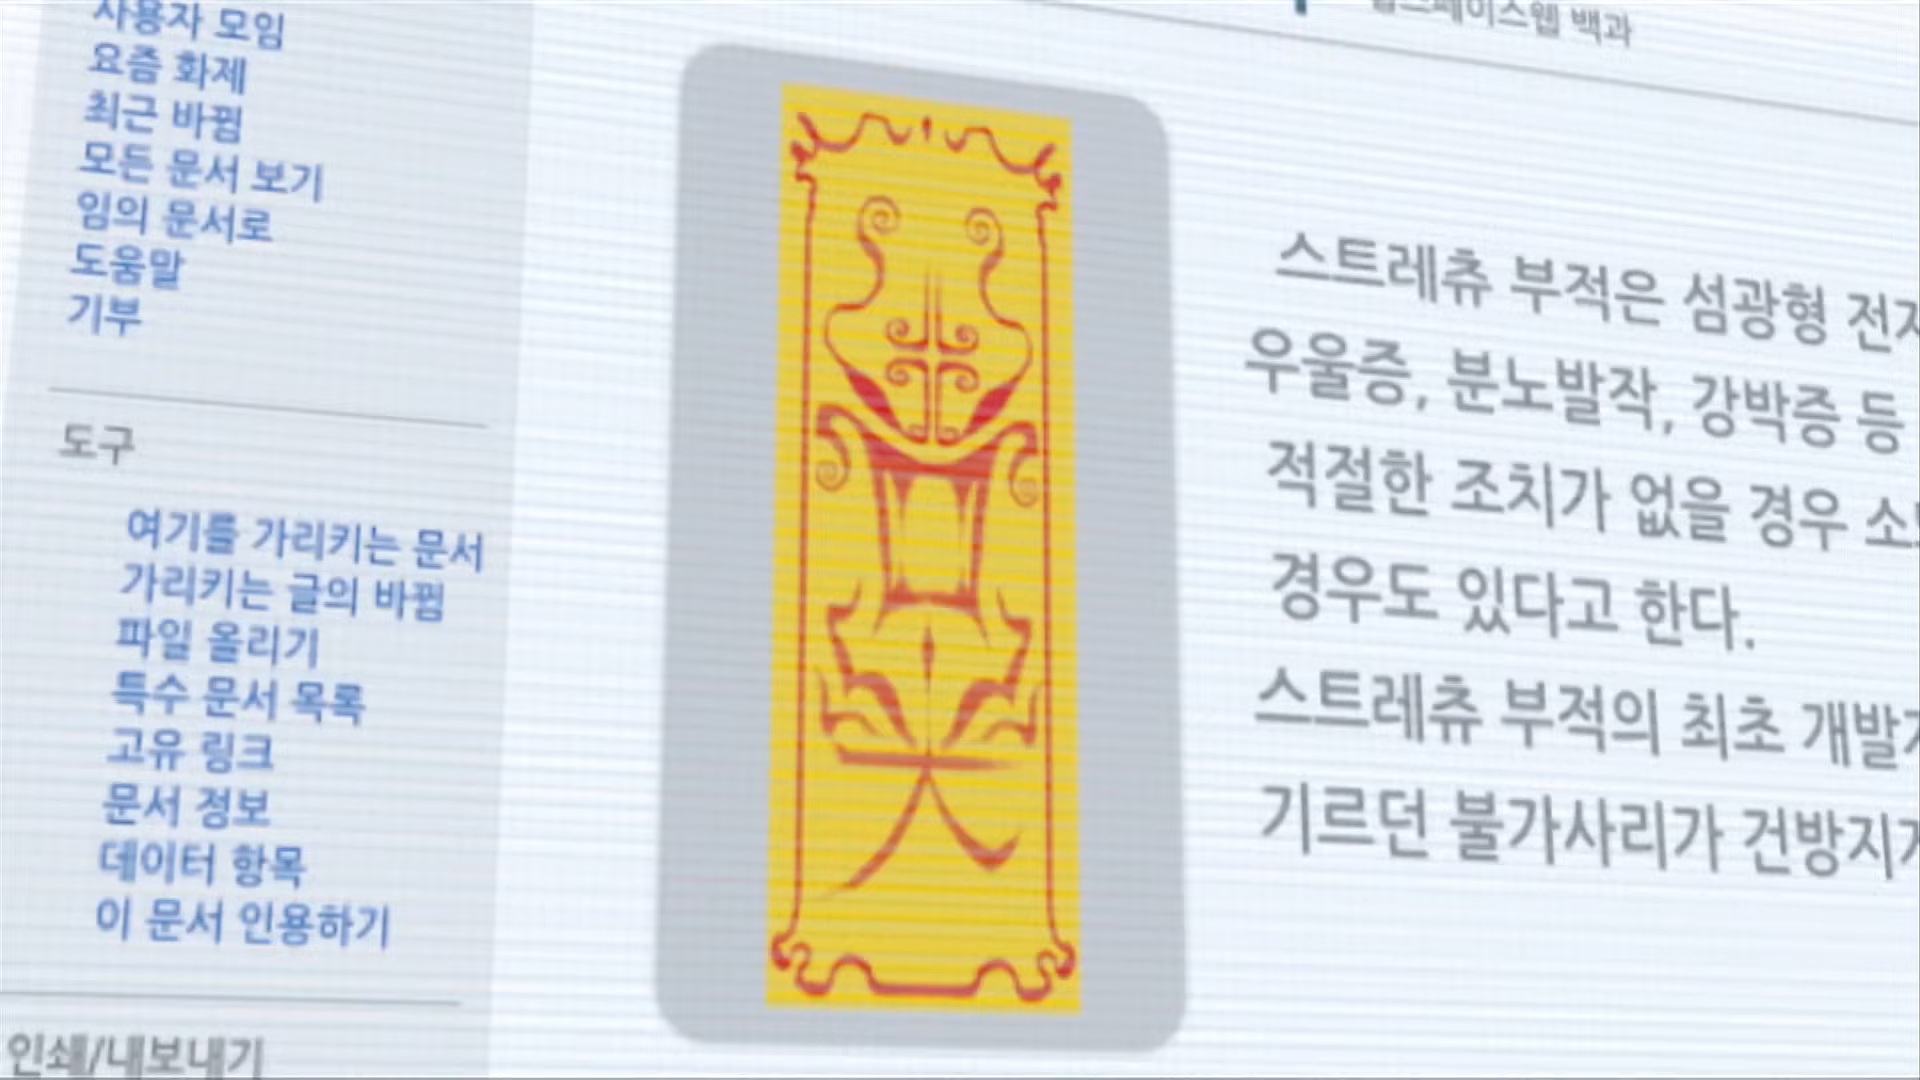 사용자 모임
요즘 화제
최근 바뀜
모든 문서 보기
임의 문서로
도움말
기부
도구
여기를 가리키는 문서
가리키는 글의 바뀜
파일 올리기
특수 문서 목록
고유 링크
문서 정보
데이터 항목
이 문서 인용하기
인쇄/내보내기
백과
스트레츄 부적은 섬광형
우울증, 분노발작, 강박증 등
적절한 조치가 없을 경우
경우도 있다고 한다.
스트레츄 부적의 최초
기르던 불가사리가
大